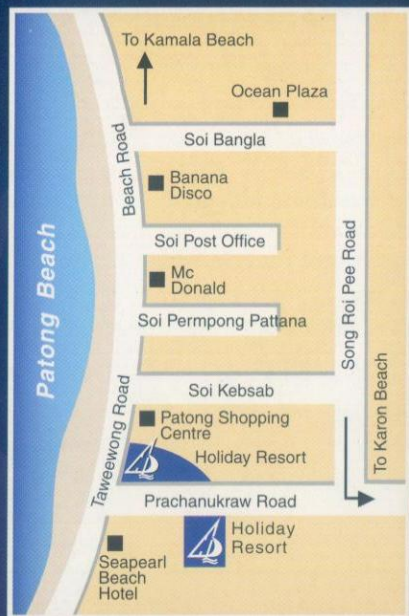 To Kamala Beach
Ocean Plaza
Soi Bangla
Beach Road
Banana
Disco
Soi Post Office
Mc
Donald
Soi Permpong Pattana
Patong Beach
Song Roi Pee Road
Soi Kebsab
Taweewong Road
Patong Shopping
Centre
Holiday Resort
To Karon Beach
Prachanukraw Road
Holiday
Resort
Seapearl
Beach
Hotel